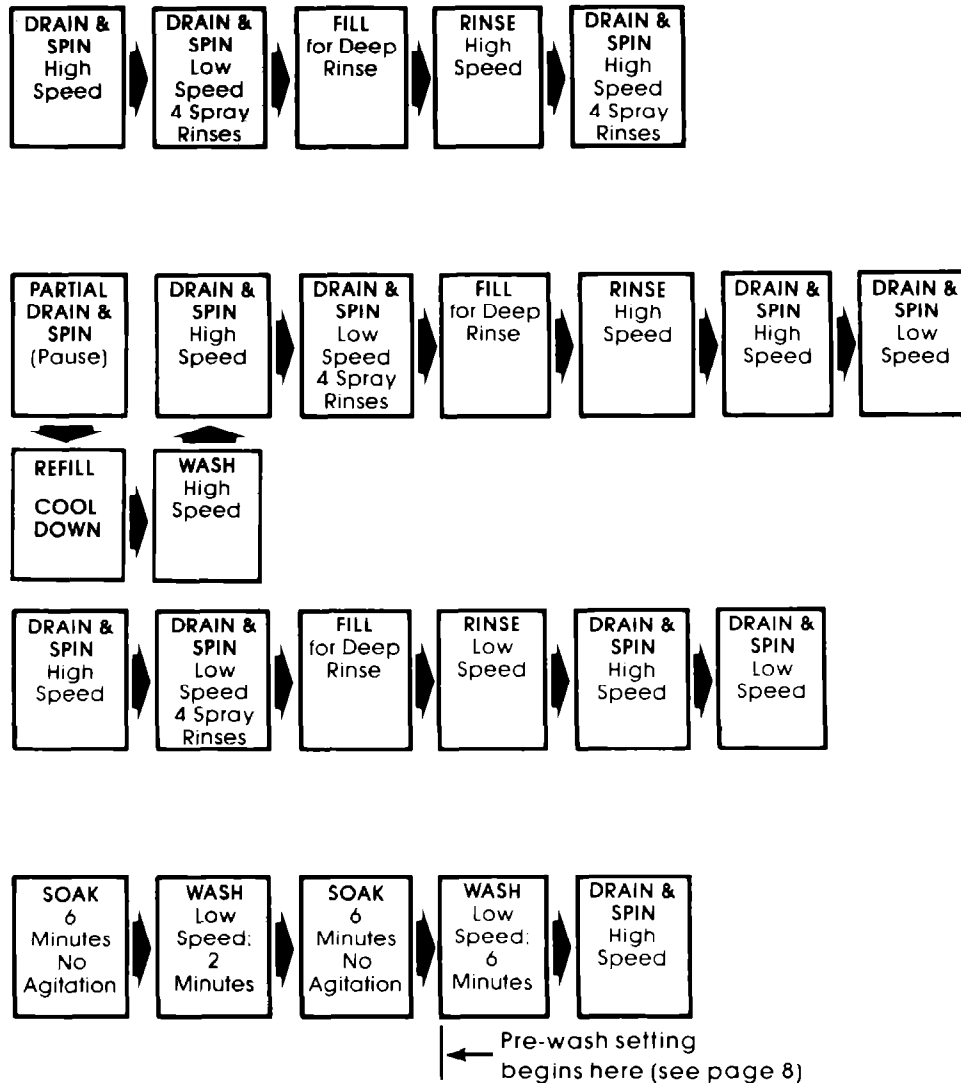 DRAIN &
SPIN
High
Speed
DRAIN &
SPIN
Low
Speed
4 Spray
Rinses
FILL
for Deep
Rinse
RINSE
High
Speed
DRAIN &
SPIN
High
Speed
4 Spray
Rinses
PARTIAL
DRAIN &
SPIN
(Pause)
REFILL
COOL
DOWN
WASH
High
Speed
DRAIN &
SPIN
High
Speed
DRAIN &
SPIN
Low
Speed
4 Spray
Rinses
FILL
for Deep
Rinse
RINSE
High
Speed
DRAIN &
SPIN
High
Speed
DRAIN &
SPIN
Low
Speed
DRAIN &
SPIN
High
Speed
DRAIN &
SPIN
Low
Speed
4 Spray
Rinses
FILL
for Deep
Rinse
RINSE
Low
Speed
DRAIN &
SPIN
High
Speed
DRAIN &
SPIN
Low
Speed
SOAK
6
Minutes
No
Agitation
WASH
Low
Speed;
2
Minutes
SOAK
6
Minutes
No
Agitation
WASH
Low
Speed;
6
Minutes
DRAIN &
SPIN
High
Speed
Pre-wash setting
begins here (see page 8)